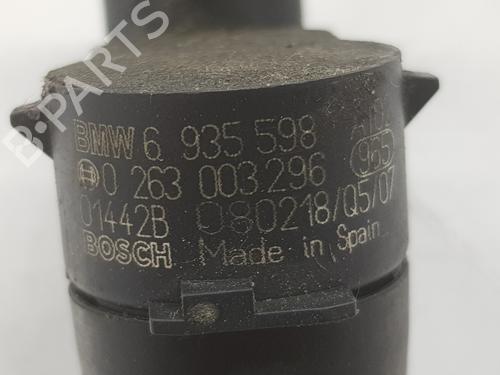 BMW 6 935 598
0 263 003 296 965
01442B 080218/Q5/07
BOSCH Made in Spain
B-Parts